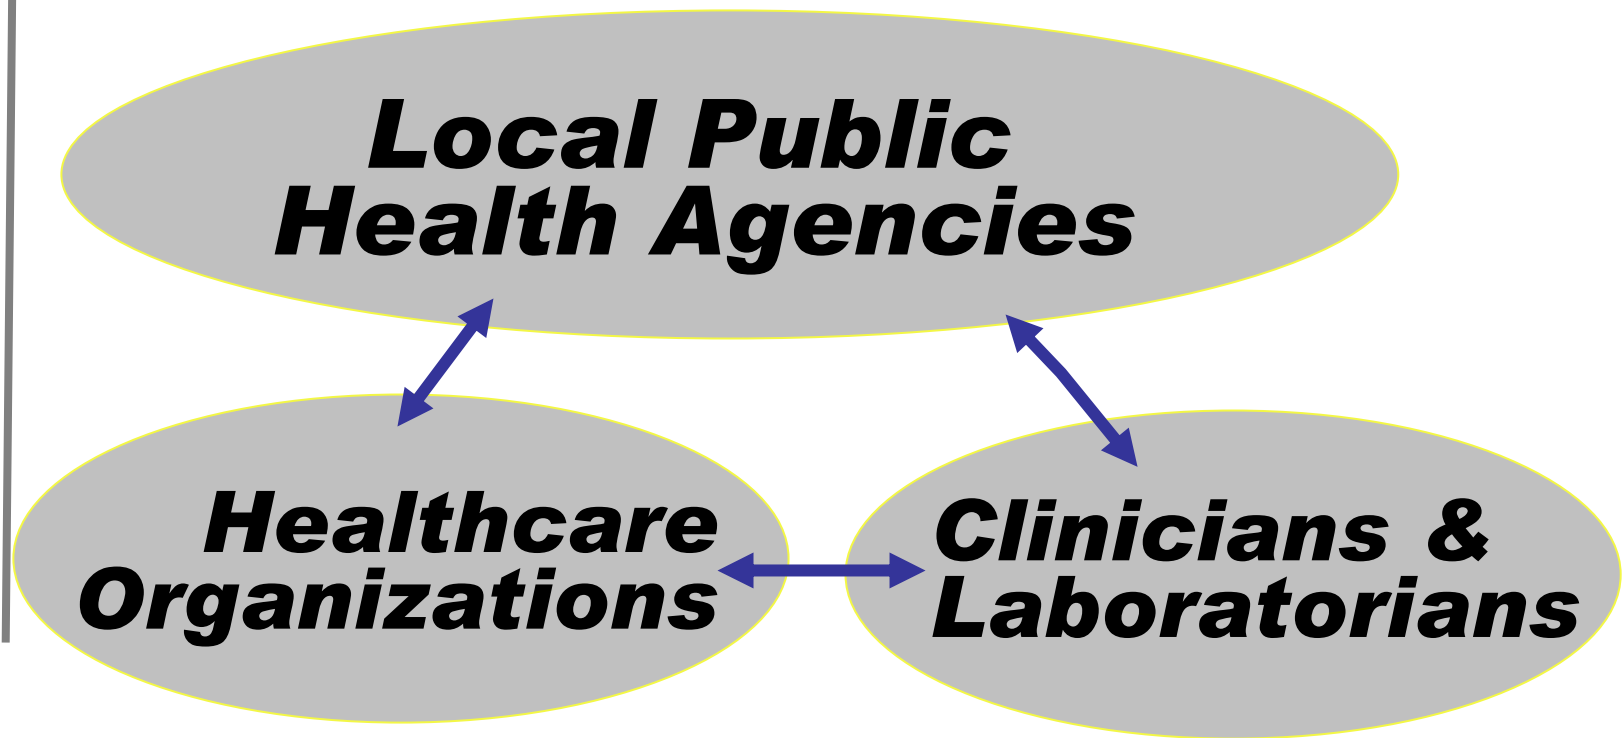 Local Public
Health Agencies
Healthcare
Organizations
Clinicians &
Laboratorians